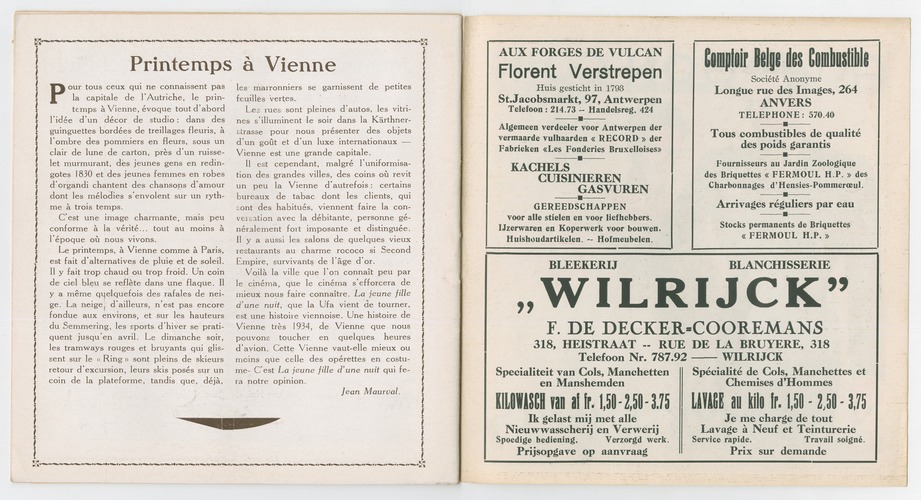 Printemps à Vienne
Pour tous ceux qui ne connaissent pas
la capitale de l'Autriche, le prin-
temps à Vienne, évoque tout d'abord
l'idée d'un décor de studio : dans des
guinguettes bordées de treillages fleuris, à
l'ombre des pommiers en fleurs, sous un
clair de lune de carton, près d'un ruisse-
let murmurant, des jeunes gens en redin-
gotes 1830 et des jeunes femmes en robes
d'organdi chantent des chansons d'amour
dont les mélodies s'envolent sur un ryth-
me à trois temps.
C'est une image charmante, mais peu
conforme à la vérité... tout au moins à
l'époque où nous vivons.
Le printemps, à Vienne comme à Paris,
est fait d'alternatives de pluie et de soleil.
Il y fait trop chaud ou trop froid. Un coin
de ciel bleu se reflète dans une flaque. Il
y a même quelquefois des rafales de nei-
ge. La neige, d'ailleurs, n'est pas encore
fondue aux environs, et sur les hauteurs
du Semmering, les sports d'hiver se prati-
quent jusqu'en avril. Le dimanche soir,
les tramways rouges et bruyants qui glis-
sent sur le « Ring » sont pleins de skieurs
retour d'excursion, leurs skis posés sur un
coin de la plateforme, tandis que, déjà,
les marronniers se garnissent de petites
feuilles vertes.
Les rues sont pleines d'autos, les vitri-
nes s'illuminent le soir dans la Kärthner-
strasse pour nous présenter des objets
d'un goût et d'un luxe internationaux —
Vienne est une grande capitale.
Il est cependant, malgré l'uniformisa-
tion des grandes villes, des coins où revit
un peu la Vienne d'autrefois : certains
bureaux de tabac dont les clients, qui
sont des habitués, viennent faire la con-
versation avec la débitante, personne gé-
néralement fort imposante et distinguée.
Il y a aussi les salons de quelques vieux
restaurants au charme rococo si Second
Empire, survivants de l'âge d'or.
Voilà la ville que l'on connaît peu par
le cinéma, que le cinéma s'efforcera de
mieux nous faire connaître. La jeune fille
d'une nuit, que la Ufa vient de tourner,
est une histoire viennoise. Une histoire de
Vienne très 1934, de Vienne que nous
pouvons toucher en quelques heures
d'avion. Cette Vienne vaut-elle mieux ou
moins que celle des opérettes en costu-
me- C'est La jeune fille d'une nuit qui fe-
ra notre opinion.
Jean Maurval.
AUX FORGES DE VULCAN
Florent Verstrepen
Huis gesticht in 1798
St.Jacobsmarkt, 97, Antwerpen
Telefoon : 214.73 -- Handelsreg. 424
Algemeen verdeeler voor Antwerpen der
vermaarde vulhaarden « RECORD » der
Fabrieken «Les Fonderies Bruxelloises»
KACHELS
CUISINIEREN
GASVUREN
GEREEDSCHAPPEN
voor alle stielen en voor liefhebbers.
IJzerwaren en Koperwerk voor bouwen.
Huishoudartikelen. -- Hofmeubelen.
Comptoir Belge des Combustible
Société Anonyme
Longue rue des Images, 264
ANVERS
TELEPHONE : 570.40
Tous combustibles de qualité
des poids garantis
Fournisseurs au Jardin Zoologique
des Briquettes « FERMOUL H.P. » des
Charbonnages d'Hensies-Pommerœul.
Arrivages réguliers par eau
Stocks permanents de Briquettes
« FERMOUL H.P. »
BLEEKERIJ BLANCHISSERIE
„WILRIJCK”
F. DE DECKER=COOREMANS
318, HEISTRAAT -- RUE DE LA BRUYERE, 318
Telefoon Nr. 787.92 —— WILRIJCK
Specialiteit van Cols, Manchetten
en Manshemden
KILOWASCH van af fr. 1,50 - 2,50 - 3.75
Ik gelast mij met alle
Nieuwwasscherij en Verwerij
Spoedige bediening. Verzorgd werk.
Prijsopgave op aanvraag
Spécialité de Cols, Manchettes et
Chemises d'Hommes
LAVAGE au kilo fr. 1,50 - 2,50 - 3,75
Je me charge de tout
Lavage à Neuf et Teinturerie
Service rapide. Travail soigné.
Prix sur demande